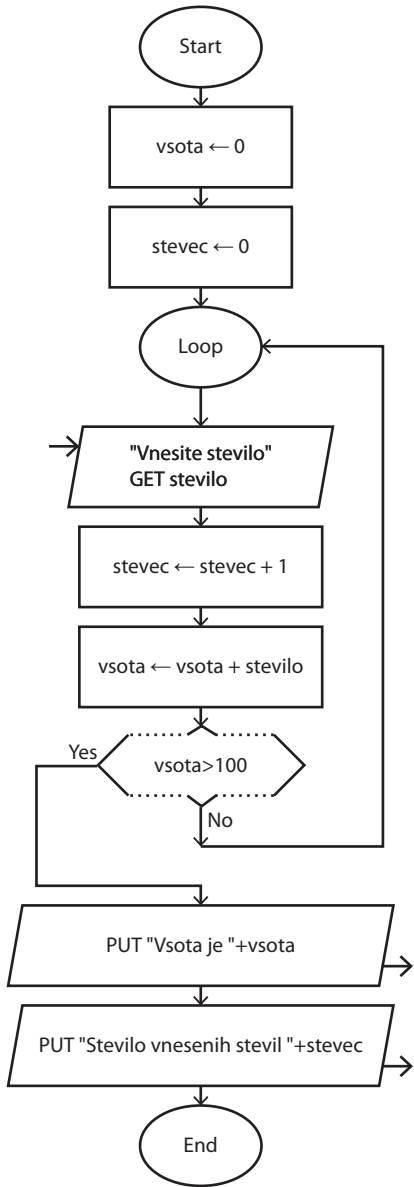 Start
vsota ← 0
stevec ← 0
Loop
"Vnesite stevilo"
GET stevilo
stevec ← stevec + 1
vsota ← vsota + stevilo
Yes
vsota>100
No
PUT "Vsota je "+vsota
PUT "Stevilo vnesenih stevil "+stevec
End